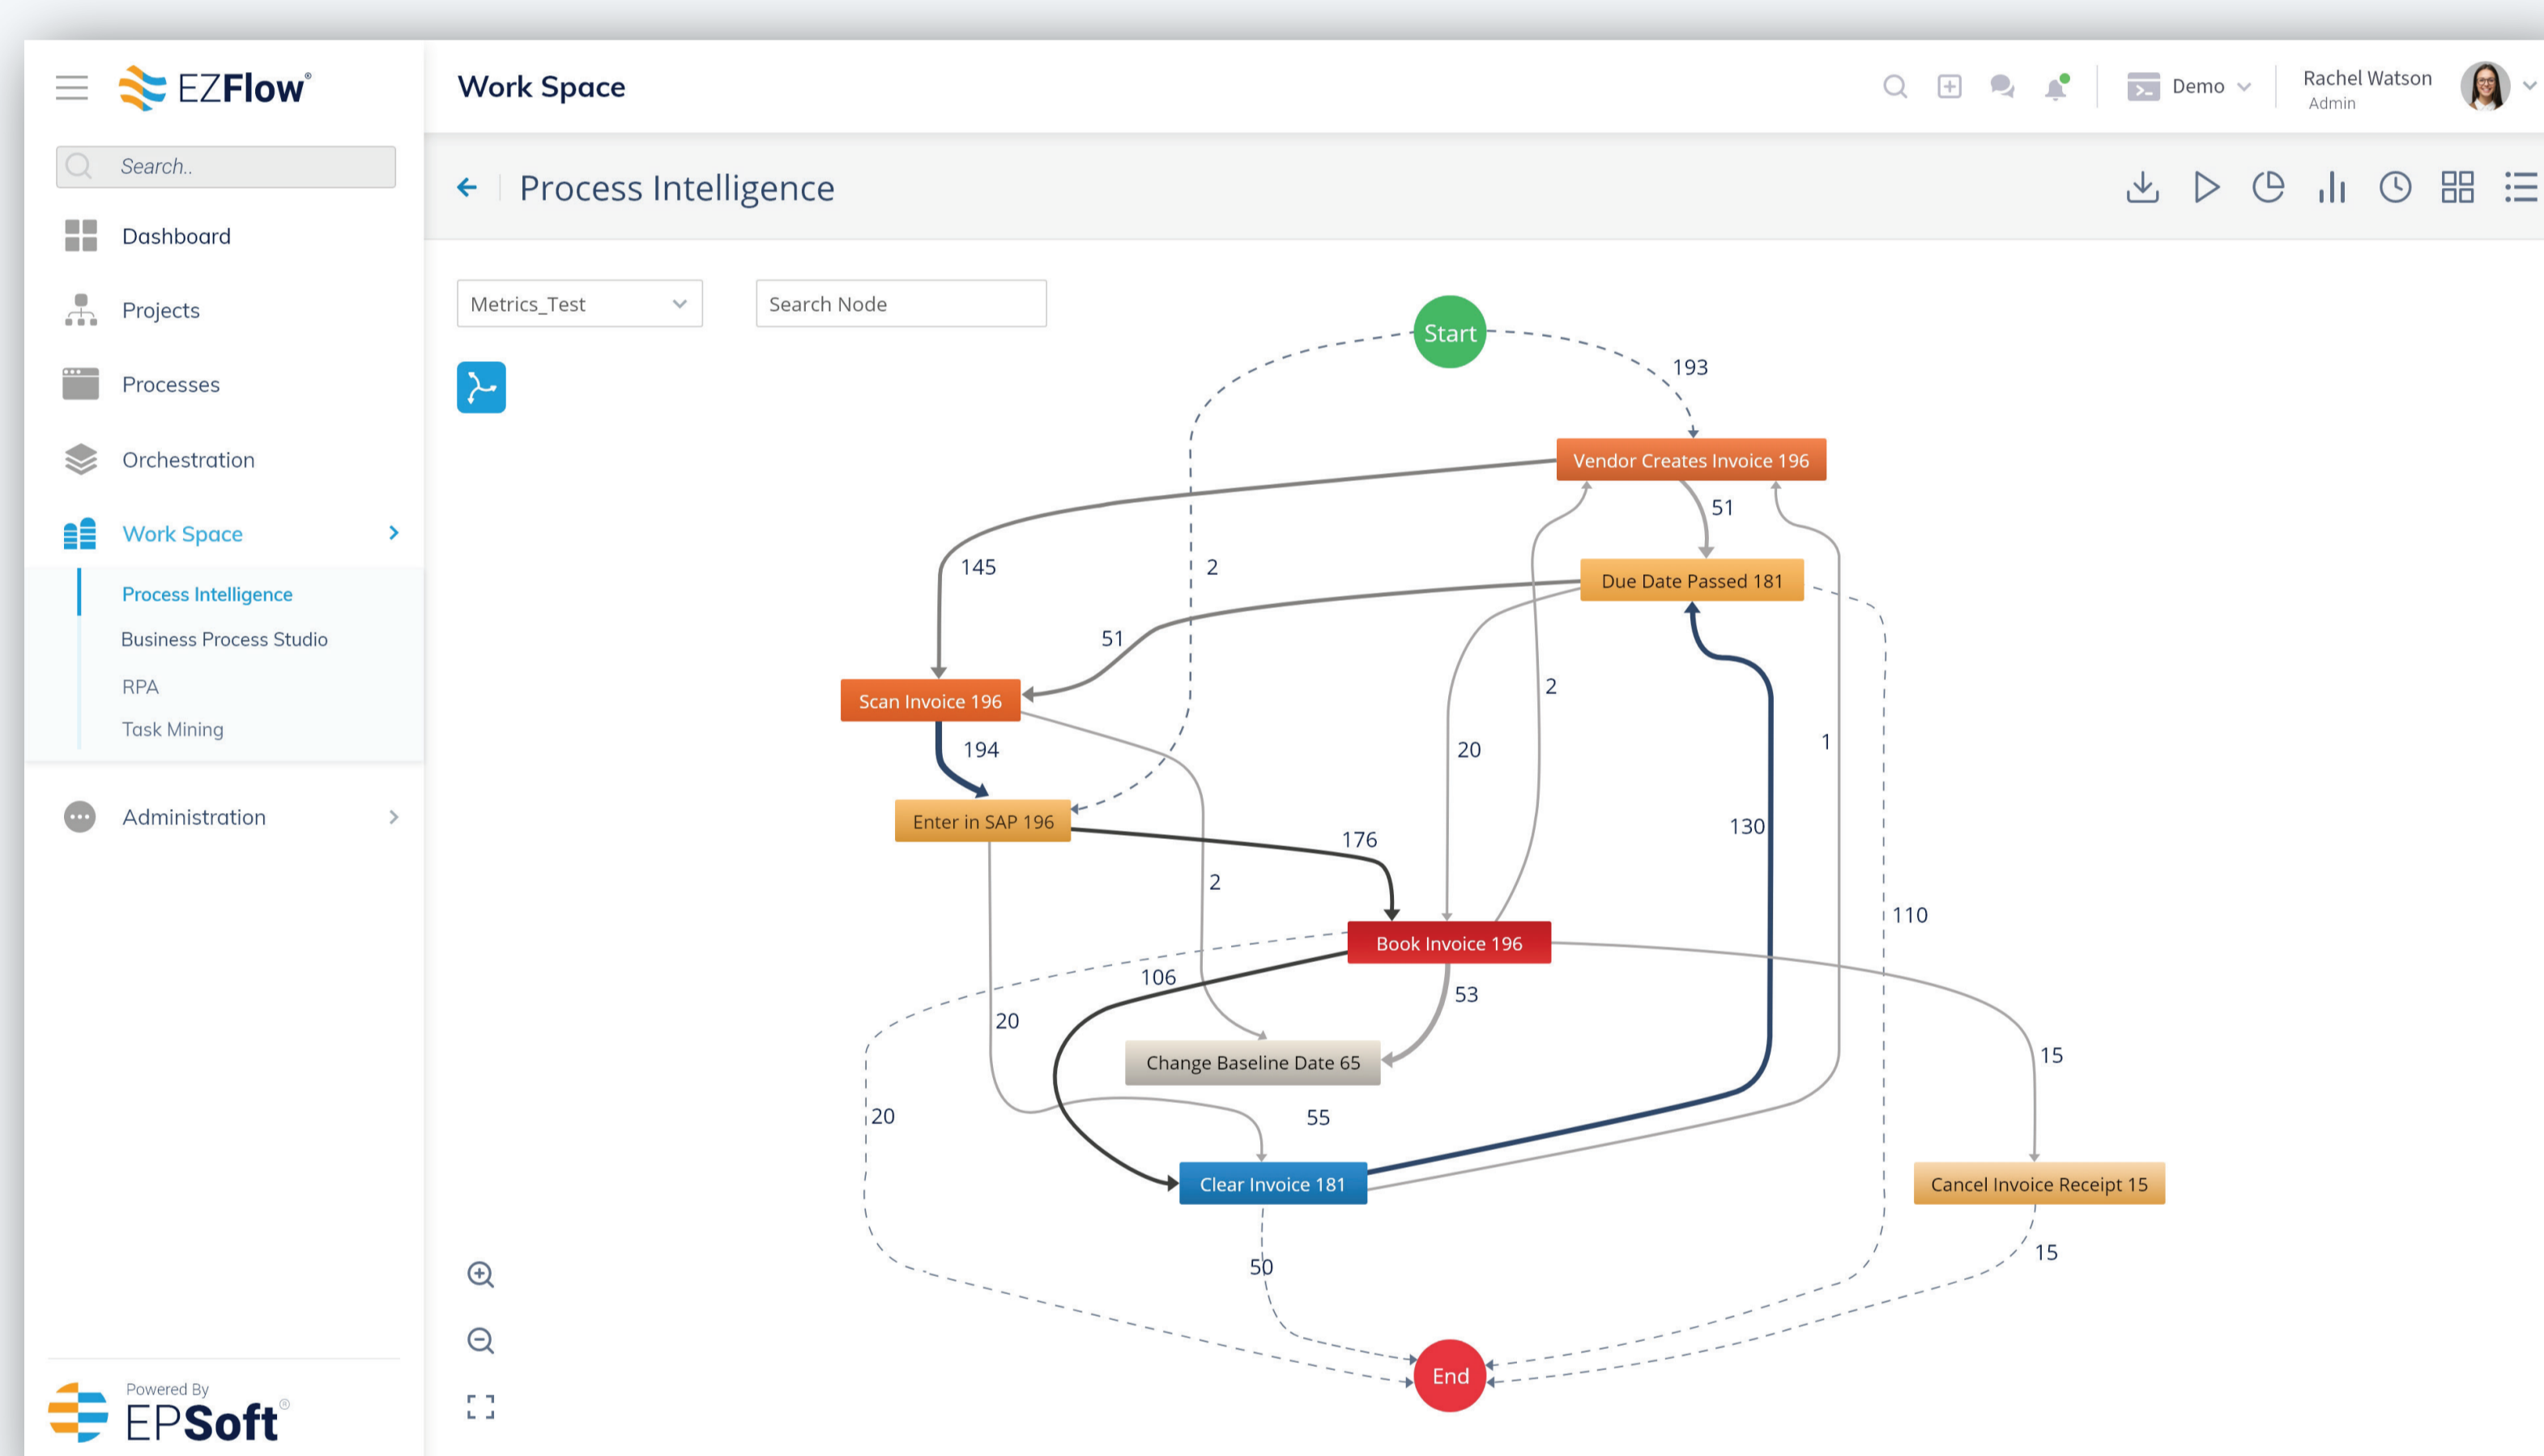 EZFlow®
Work Space
Demo
Rachel Watson
Admin
Search..
Process Intelligence
Dashboard
Projects
Processes
Orchestration
Work Space
Process Intelligence
Business Process Studio
RPA
Task Mining
Administration
Powered By
EPSoft®
Metrics_Test
Search Node
Start
193
Vendor Creates Invoice 196
51
145
2
Due Date Passed 181
51
2
Scan Invoice 196
194
20
1
Enter in SAP 196
176
130
2
110
Book Invoice 196
106
53
20
15
Change Baseline Date 65
20
55
Clear Invoice 181
Cancel Invoice Receipt 15
50
15
End